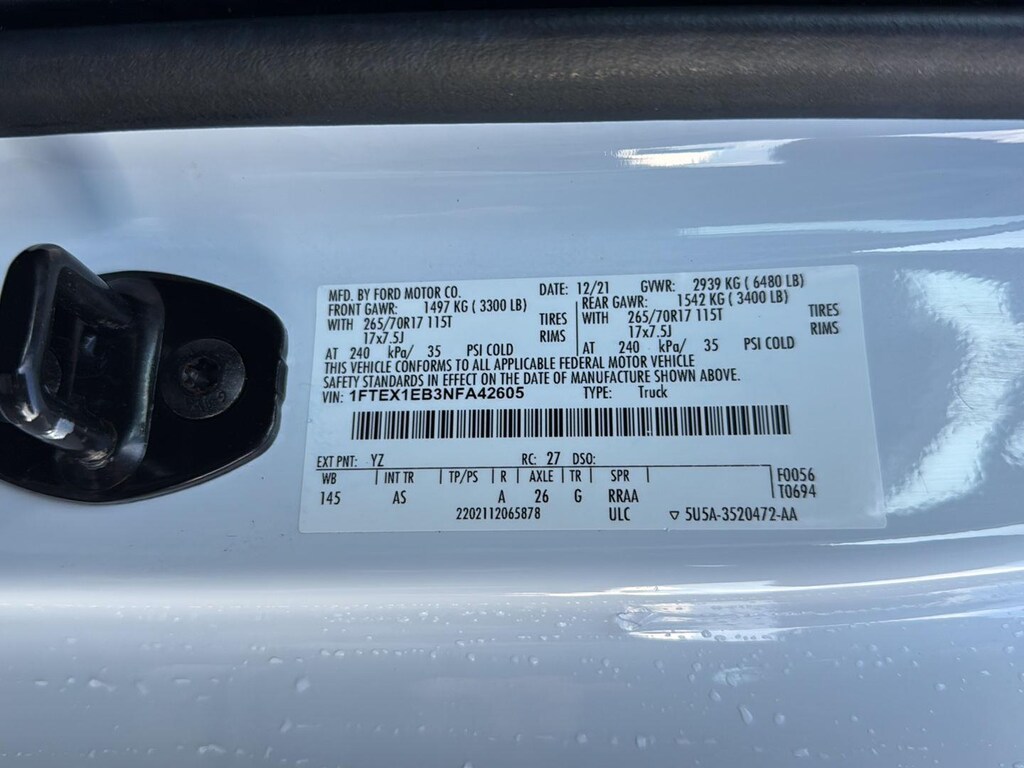 MFD. BY FORD MOTOR CO. DATE: 12/21 GVWR: 2939 KG ( 6480 LB)
FRONT GAWR: 1497 KG ( 3300 LB) REAR GAWR: 1542 KG ( 3400 LB)
WITH 265/70R17 115T TIRES WITH 265/70R17 115T TIRES
17x7.5J RIMS 17x7.5J RIMS
AT 240 kPa/ 35 PSI COLD AT 240 kPa/ 35 PSI COLD
THIS VEHICLE CONFORMS TO ALL APPLICABLE FEDERAL MOTOR VEHICLE
SAFETY STANDARDS IN EFFECT ON THE DATE OF MANUFACTURE SHOWN ABOVE.
VIN: 1FTEX1EB3NFA42605 TYPE: Truck
EXT PNT: YZ RC: 27 DSO:
WB | INT TR | TP/PS | R | AXLE | TR | SPR F0056
145 AS A 26 G RRAA T0694
2202112065878 ULC ▽ 5U5A-3520472-AA